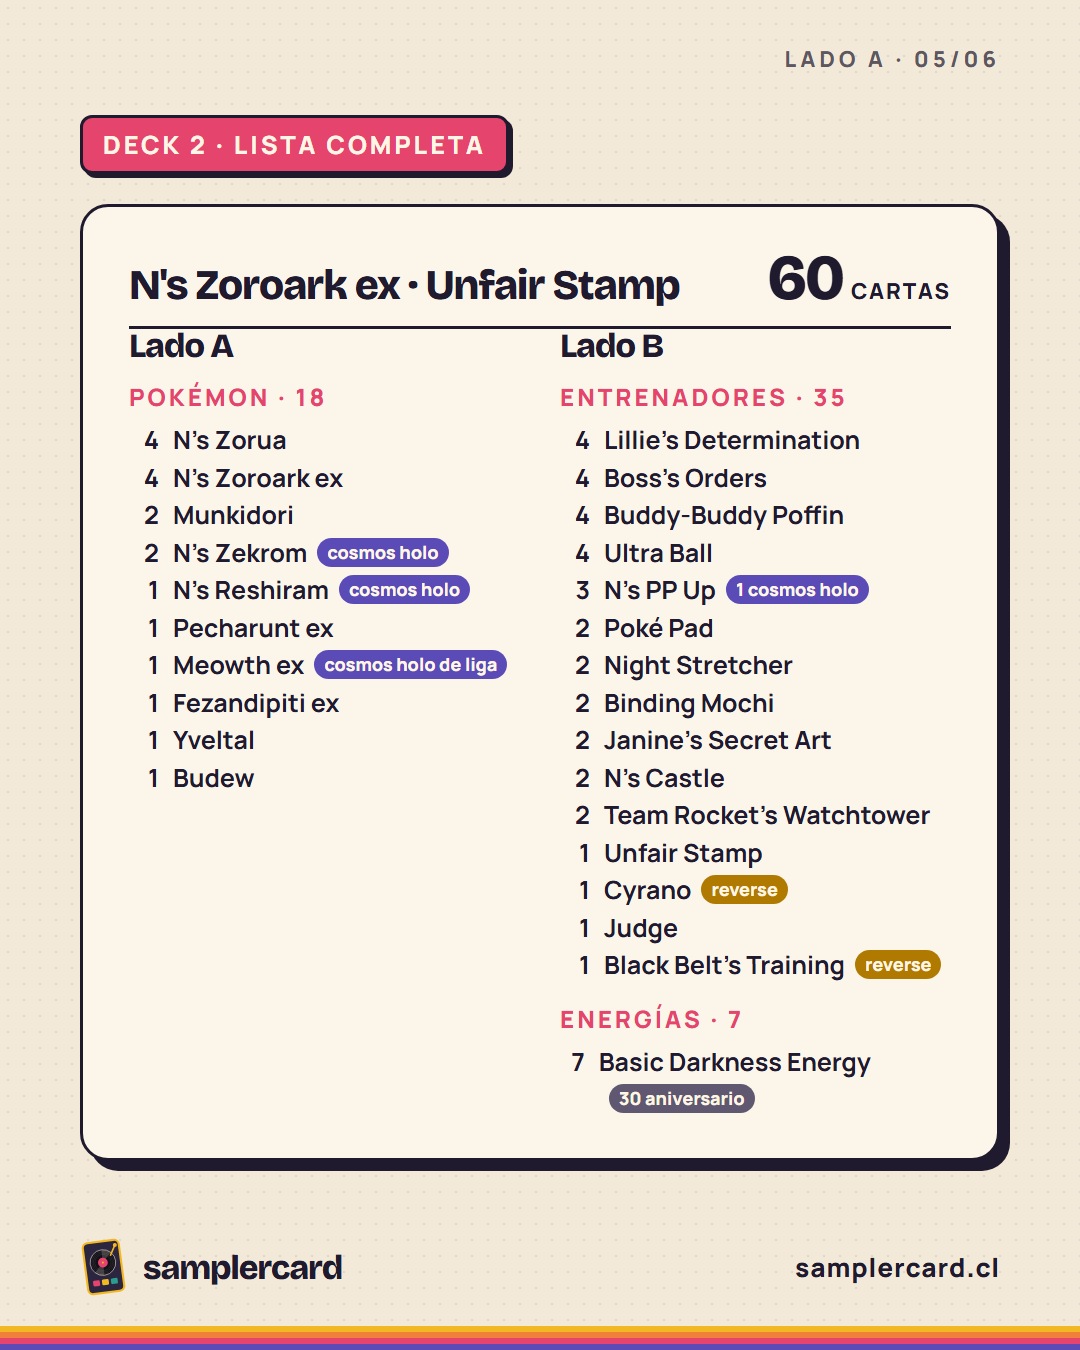 LADO A · 05/06
DECK 2 · LISTA COMPLETA
N's Zoroark ex · Unfair Stamp
60 CARTAS
Lado A
POKÉMON · 18
4 N’s Zorua
4 N’s Zoroark ex
2 Munkidori
2 N’s Zekrom cosmos holo
1 N’s Reshiram cosmos holo
1 Pecharunt ex
1 Meowth ex cosmos holo de liga
1 Fezandipiti ex
1 Yveltal
1 Budew
Lado B
ENTRENADORES · 35
4 Lillie’s Determination
4 Boss’s Orders
4 Buddy-Buddy Poffin
4 Ultra Ball
3 N’s PP Up 1 cosmos holo
2 Poké Pad
2 Night Stretcher
2 Binding Mochi
2 Janine’s Secret Art
2 N’s Castle
2 Team Rocket’s Watchtower
1 Unfair Stamp
1 Cyrano reverse
1 Judge
1 Black Belt’s Training reverse
ENERGÍAS · 7
7 Basic Darkness Energy
30 aniversario
samplercard
samplercard.cl